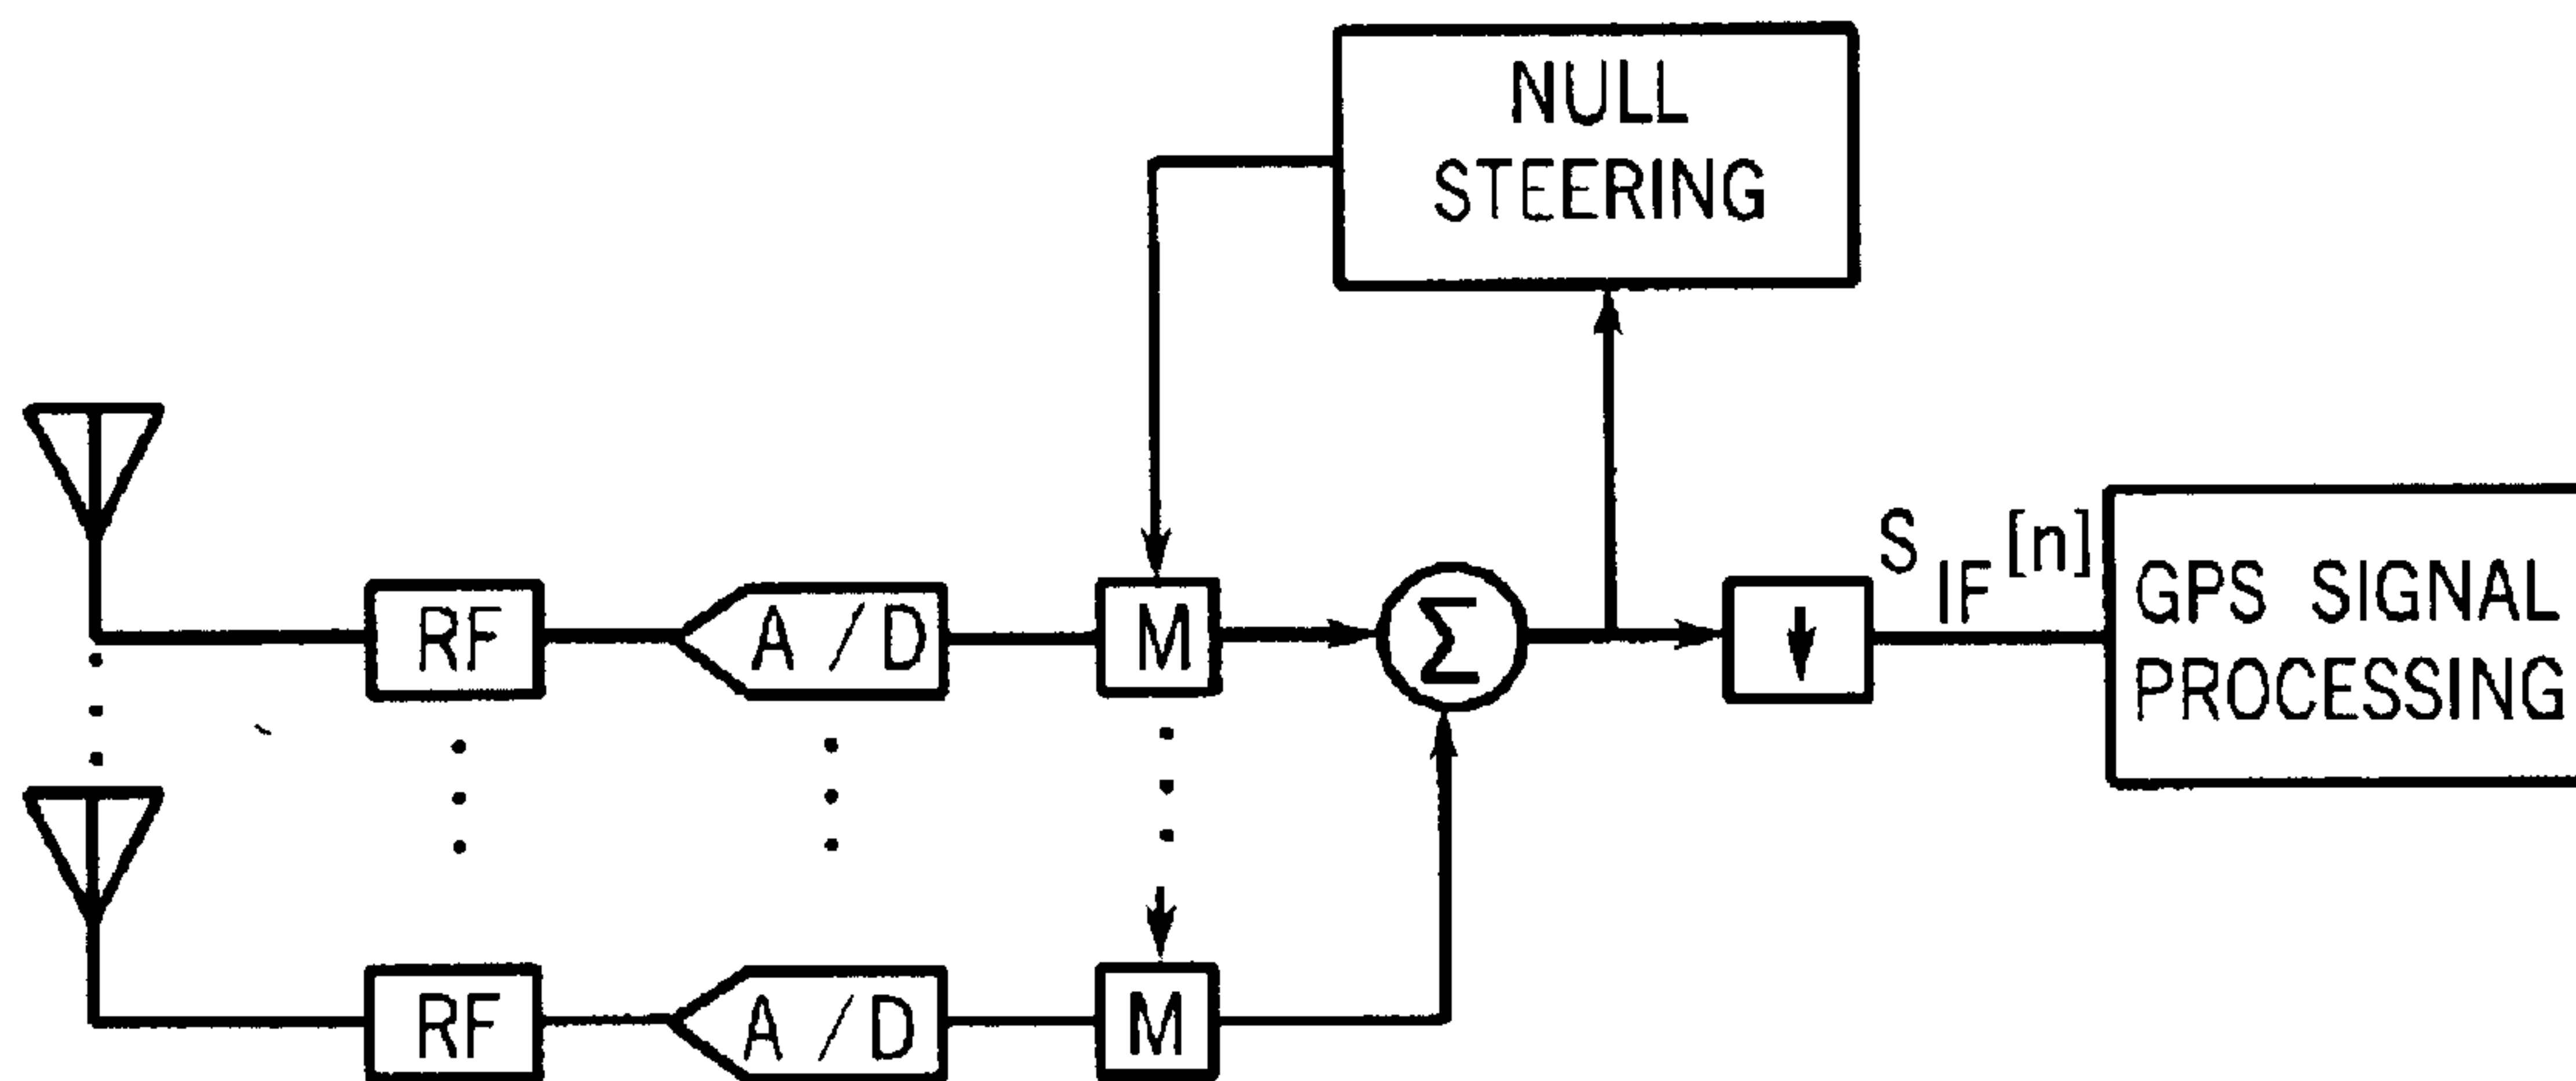 NULL
STEERING
RF
A/D
M
Σ
↓
S IF [n]
GPS SIGNAL
PROCESSING
RF
A/D
M